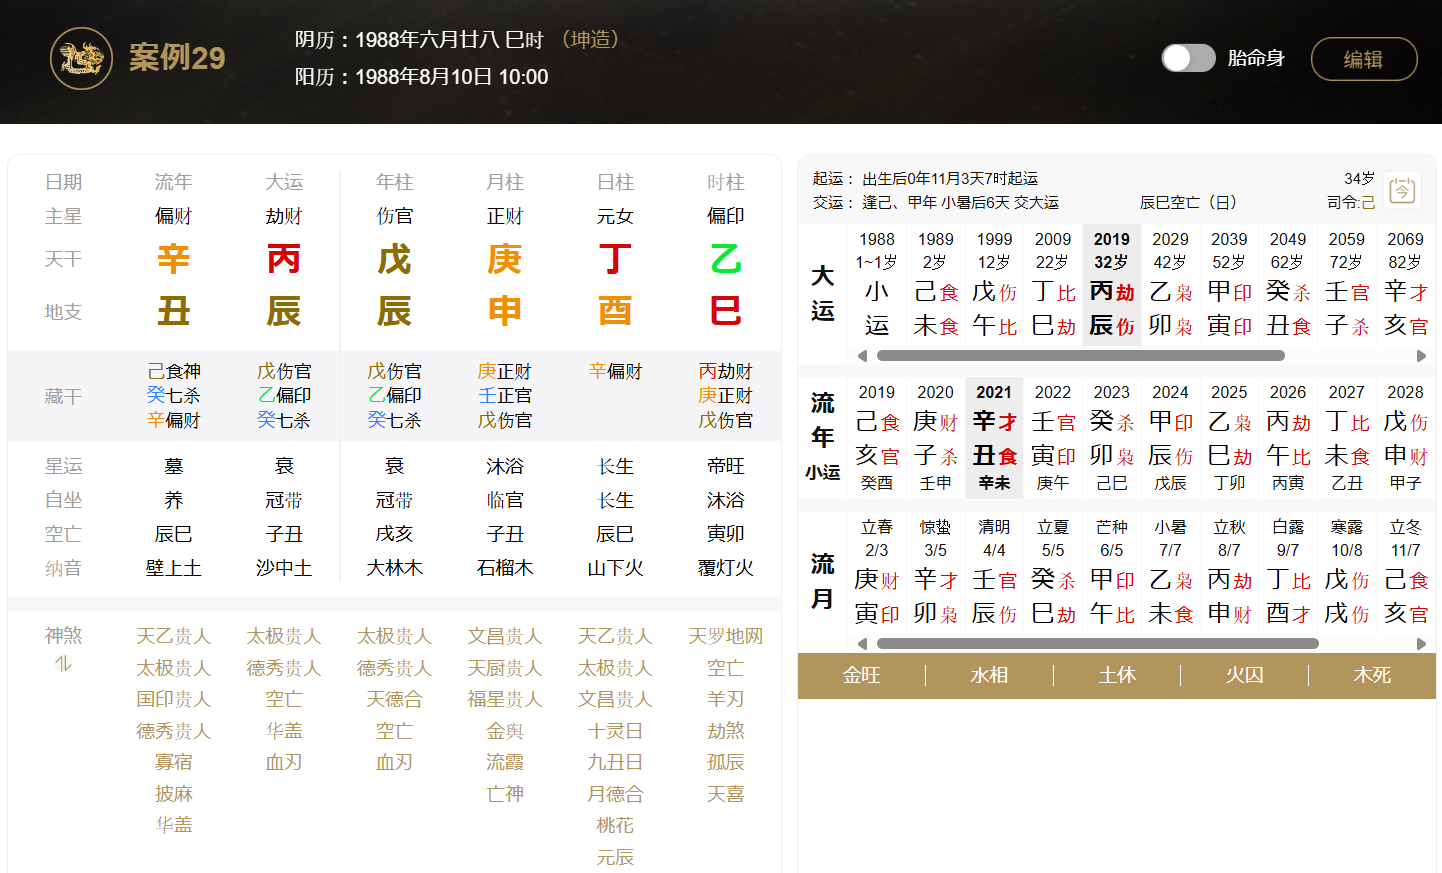 案例29
阴历：1988年六月廿八 巳时 （坤造）
阳历：1988年8月10日 10:00
胎命身
编辑
日期 流年 大运 年柱 月柱 日柱 时柱
主星 偏财 劫财 伤官 正财 元女 偏印
天干 辛 丙 戊 庚 丁 乙
地支 丑 辰 辰 申 酉 巳
藏干
己食神 戊伤官 戊伤官 庚正财 辛偏财 丙劫财
癸七杀 乙偏印 乙偏印 壬正官 庚正财
辛偏财 癸七杀 癸七杀 戊伤官 戊伤官
星运 墓 衰 衰 沐浴 长生 帝旺
自坐 养 冠带 冠带 临官 长生 沐浴
空亡 辰巳 子丑 戌亥 子丑 辰巳 寅卯
纳音 壁上土 沙中土 大林木 石榴木 山下火 覆灯火
神煞 天乙贵人 太极贵人 太极贵人 文昌贵人 天乙贵人 天罗地网
太极贵人 德秀贵人 德秀贵人 天厨贵人 太极贵人 空亡
国印贵人 空亡 天德合 福星贵人 文昌贵人 羊刃
德秀贵人 华盖 空亡 金舆 十灵日 劫煞
寡宿 血刃 血刃 流霞 九丑日 孤辰
披麻 亡神 月德合 天喜
华盖 桃花
元辰
起运： 出生后0年11月3天7时起运 34岁
今
交运： 逢己、甲年 小暑后6天 交大运 辰巳空亡（日） 司令:己
大运
1988 1989 1999 2009 2019 2029 2039 2049 2059 2069
1~1岁 2岁 12岁 22岁 32岁 42岁 52岁 62岁 72岁 82岁
小 己食 戊伤 丁比 丙劫 乙枭 甲印 癸杀 壬官 辛才
运 未食 午比 巳劫 辰伤 卯枭 寅印 丑食 子杀 亥官
流年
小运
2019 2020 2021 2022 2023 2024 2025 2026 2027 2028
己食 庚财 辛才 壬官 癸杀 甲印 乙枭 丙劫 丁比 戊伤
亥官 子杀 丑食 寅印 卯枭 辰伤 巳劫 午比 未食 申财
癸酉 壬申 辛未 庚午 己巳 戊辰 丁卯 丙寅 乙丑 甲子
流月
立春 惊蛰 清明 立夏 芒种 小暑 立秋 白露 寒露 立冬
2/3 3/5 4/4 5/5 6/5 7/7 8/7 9/7 10/8 11/7
庚财 辛才 壬官 癸杀 甲印 乙枭 丙劫 丁比 戊伤 己食
寅印 卯枭 辰伤 巳劫 午比 未食 申财 酉才 戌伤 亥官
金旺 水相 土休 火囚 木死